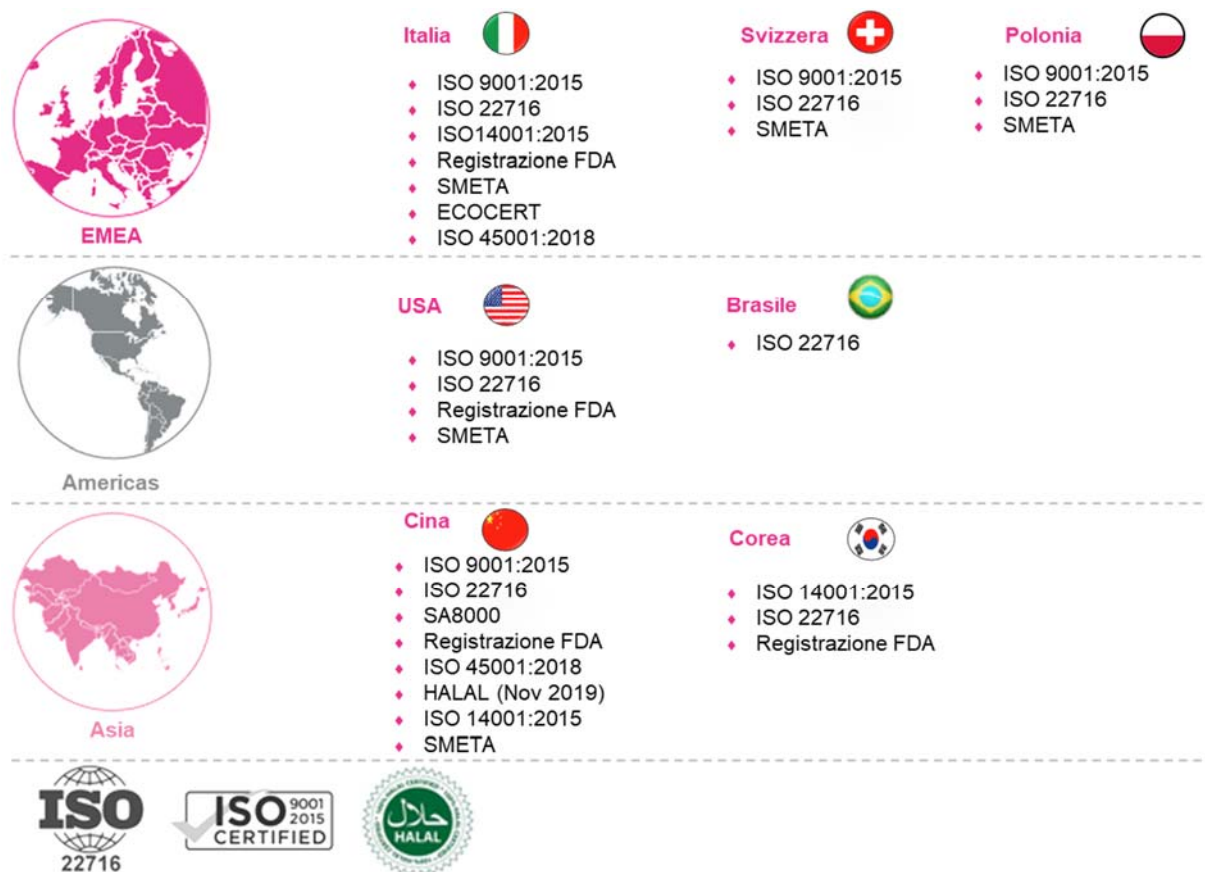 Italia
ISO 9001:2015
ISO 22716
ISO14001:2015
Registrazione FDA
SMETA
ECOCERT
ISO 45001:2018
Svizzera
ISO 9001:2015
ISO 22716
SMETA
Polonia
ISO 9001:2015
ISO 22716
SMETA
EMEA
USA
ISO 9001:2015
ISO 22716
Registrazione FDA
SMETA
Brasile
ISO 22716
Americas
Cina
ISO 9001:2015
ISO 22716
SA8000
Registrazione FDA
ISO 45001:2018
HALAL (Nov 2019)
ISO 14001:2015
SMETA
Corea
ISO 14001:2015
ISO 22716
Registrazione FDA
Asia
ISO
22716
ISO 9001
2015
CERTIFIED
حلال
HALAL